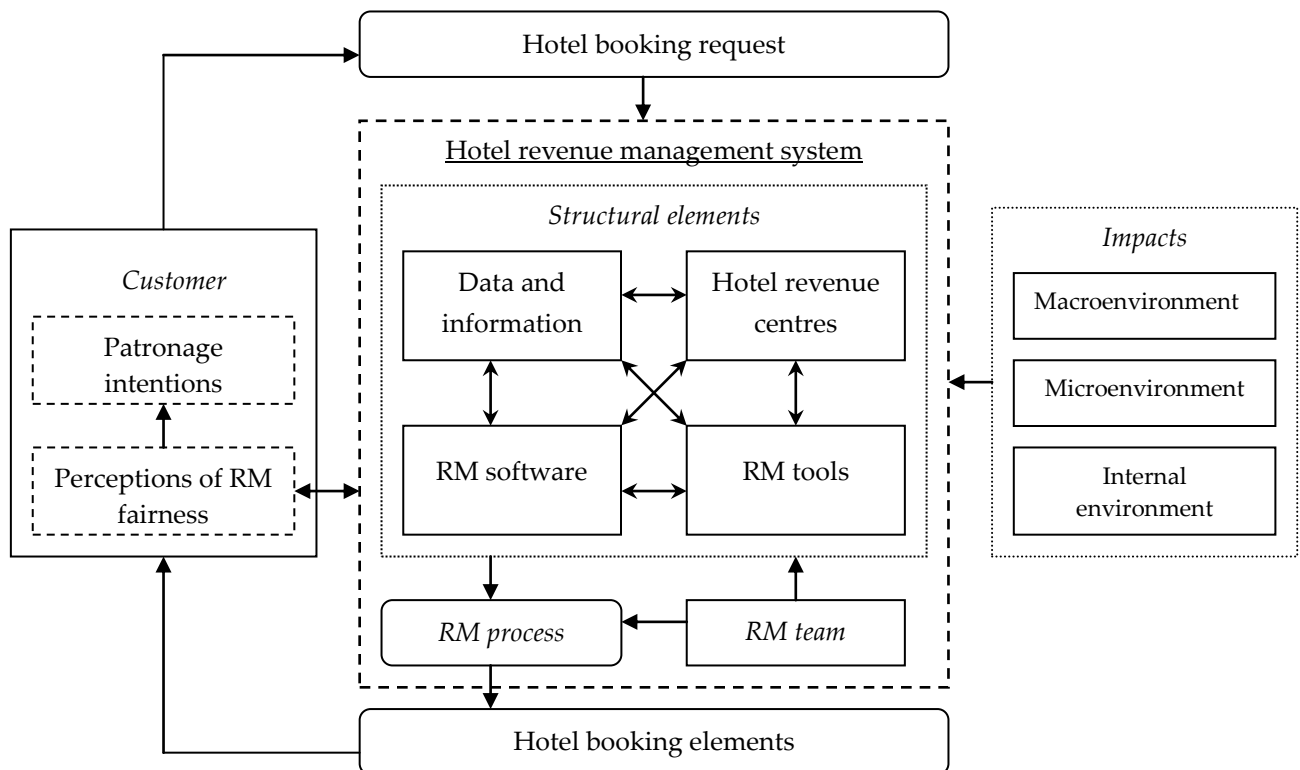 Hotel booking request
Hotel revenue management system
Structural elements
Data and
information
Hotel revenue
centres
RM software
RM tools
RM process
RM team
Customer
Patronage
intentions
Perceptions of RM
fairness
Impacts
Macroenvironment
Microenvironment
Internal
environment
Hotel booking elements